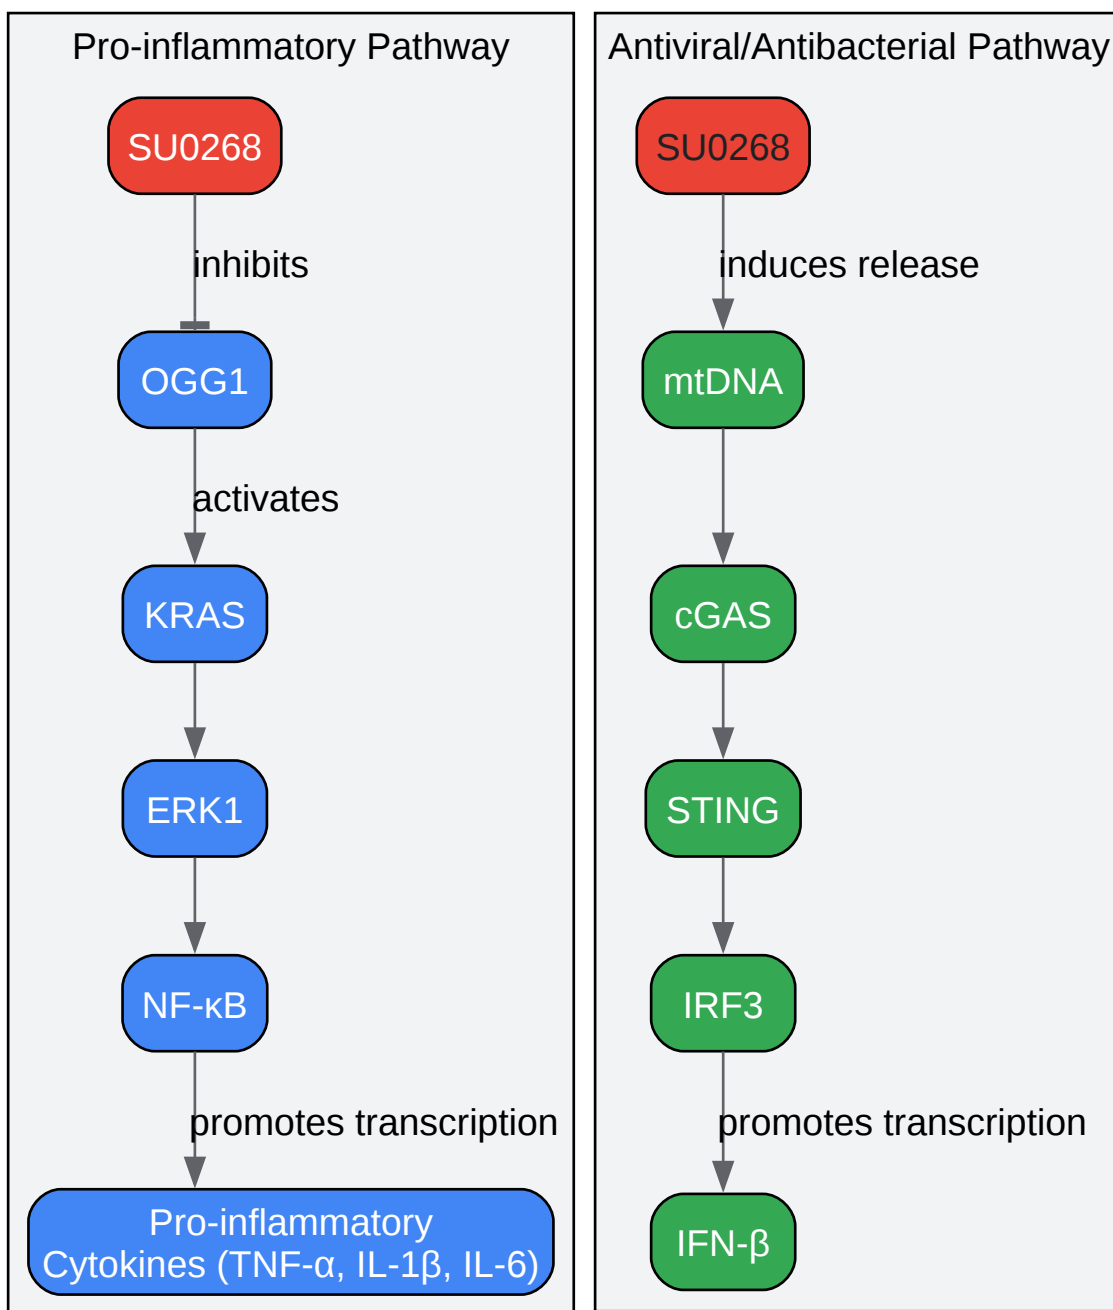 Pro-inflammatory Pathway
SU0268
inhibits
OGG1
activates
KRAS
ERK1
NF-κB
promotes transcription
Pro-inflammatory
Cytokines (TNF-α, IL-1β, IL-6)
Antiviral/Antibacterial Pathway
SU0268
induces release
mtDNA
cGAS
STING
IRF3
promotes transcription
IFN-β